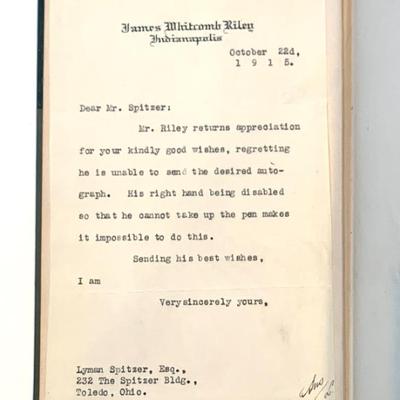 James Whitcomb Riley
Indianapolis
October 22d,
1 9 1 5.
Dear Mr. Spitzer:
Mr. Riley returns appreciation
for your kindly good wishes, regretting
he is unable to send the desired auto-
graph. His right hand being disabled
so that he cannot take up the pen makes
it impossible to do this.
Sending his best wishes,
I am
Verysincerely yours,
Lyman Spitzer, Esq.,
232 The Spitzer Bldg.,
Toledo, Ohio.